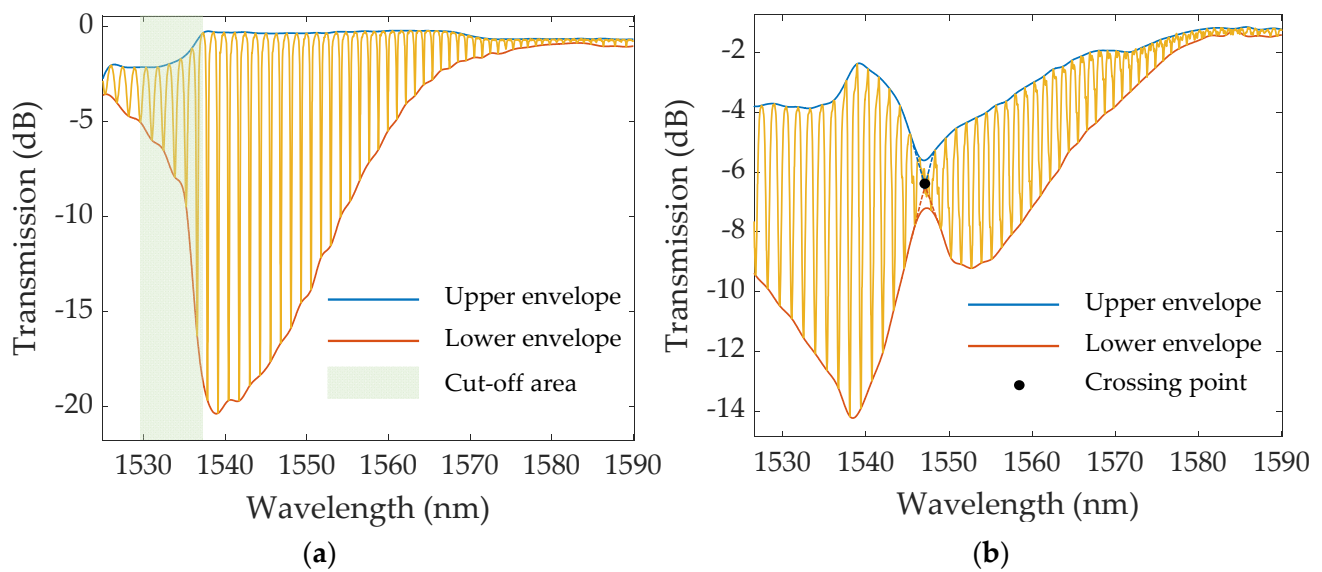 0
-5
-10
-15
-20
Transmission (dB)
1530 1540 1550 1560 1570 1580 1590
Wavelength (nm)
Upper envelope
Lower envelope
Cut-off area
(a)
-2
-4
-6
-8
-10
-12
-14
Transmission (dB)
1530 1540 1550 1560 1570 1580 1590
Wavelength (nm)
Upper envelope
Lower envelope
Crossing point
(b)